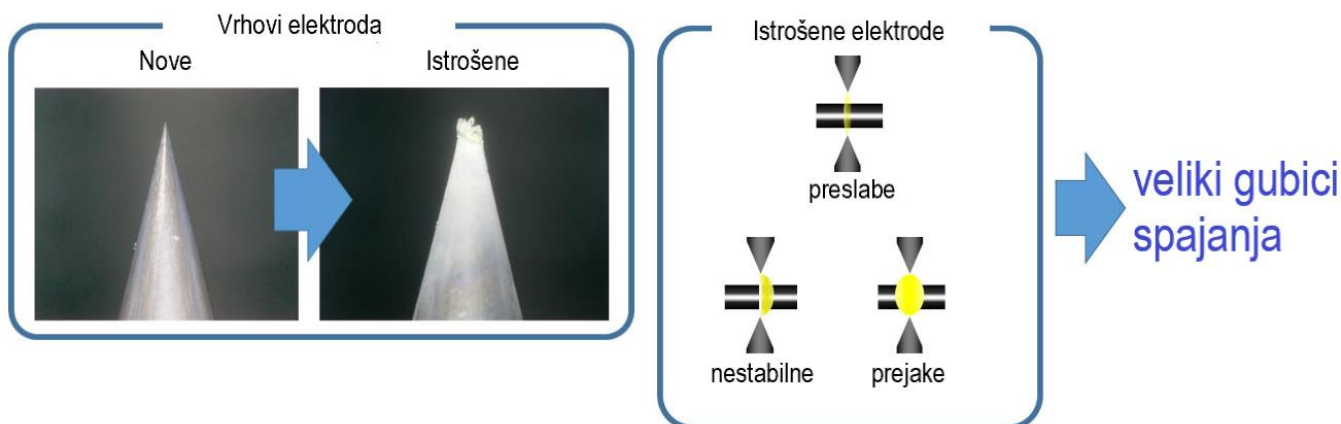 Vrhovi elektroda
Nove
Istrošene
Istrošene elektrode
preslabe
nestabilne
prejake
veliki gubici
spajanja